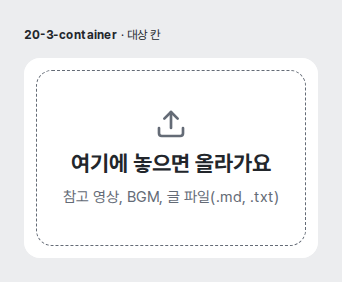 20-3-container · 대상 칸
여기에 놓으면 올라가요
참고 영상, BGM, 글 파일(.md, .txt)